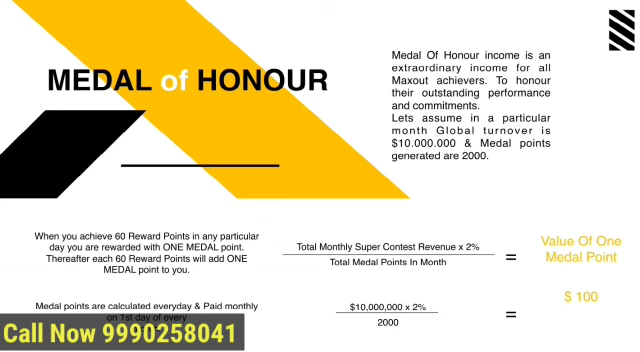 MEDAL of HONOUR
Medal Of Honour income is an
extraordinary income for all
Maxout achievers. To honour
their outstanding performance
and commitments.
Lets assume in a particular
month Global turnover is
$10.000.000 & Medal points
generated are 2000.
When you achieve 60 Reward Points in any particular
day you are rewarded with ONE MEDAL point.
Thereafter each 60 Reward Points will add ONE
MEDAL point to you.
Total Monthly Super Contest Revenue x 2%
Total Medal Points In Month
=
Value Of One
Medal Point
Medal points are calculated everyday & Paid monthly
on 1st day of every
$10,000,000 x 2%
2000
=
$ 100
Call Now 9990258041